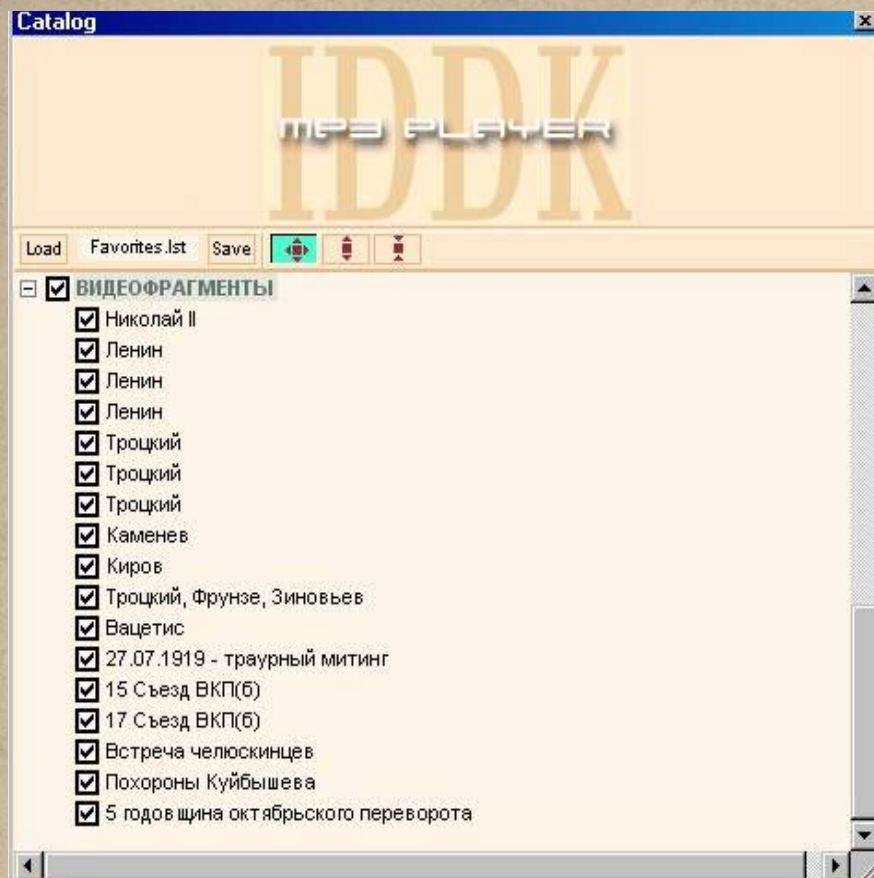 Catalog
IDDK
MP3 PLAYER
Load Favorites.lst Save
ВИДЕОФРАГМЕНТЫ
Николай II
Ленин
Ленин
Ленин
Троцкий
Троцкий
Троцкий
Каменев
Киров
Троцкий, Фрунзе, Зиновьев
Вацетис
27.07.1919 - траурный митинг
15 Съезд ВКП(б)
17 Съезд ВКП(б)
Встреча челюскинцев
Похороны Куйбышева
5 годовщина октябрьского переворота